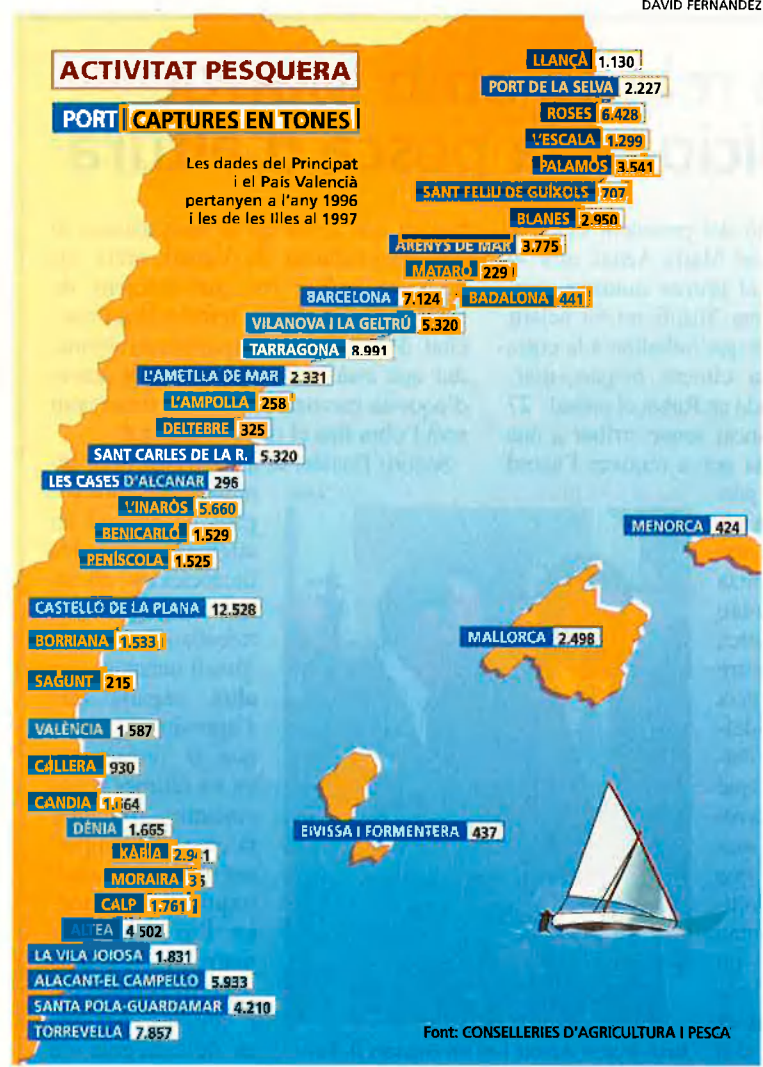 DAVID FERNÁNDEZ
ACTIVITAT PESQUERA
PORT CAPTURES EN TONES
Les dades del Principat
i el País Valencià
pertanyen a l'any 1996
i les de les Illes al 1997
LLANÇÀ 1.130
PORT DE LA SELVA 2.227
ROSES 6.428
L'ESCALA 1.299
PALAMÓS 3.541
SANT FELIU DE GUÍXOLS 707
BLANES 2.950
ARENYS DE MAR 3.775
MATARÓ 229
BARCELONA 7.124
BADALONA 441
VILANOVA I LA GELTRÚ 5.320
TARRAGONA 8.991
L'AMETLLA DE MAR 2.331
L'AMPOLLA 258
DELTEBRE 325
SANT CARLES DE LA R. 5.320
LES CASES D'ALCANAR 296
VINARÒS 5.660
BENICARLÓ 1.529
PENÍSCOLA 1.525
MENORCA 424
CASTELLÓ DE LA PLANA 12.528
BORRIANA 1.533
MALLORCA 2.498
SAGUNT 215
VALÈNCIA 1.587
CULLERA 930
GANDIA
DÉNIA 1.665
EIVISSA I FORMENTERA 437
XÀBIA
MORAIRA
CALP 1.761
ALTEA 4.502
LA VILA JOIOSA 1.831
ALACANT-EL CAMPELLO 5.933
SANTA POLA-GUARDAMAR 4.210
TORREVELLA 7.857
Font: CONSELLERIES D'AGRICULTURA I PESCA